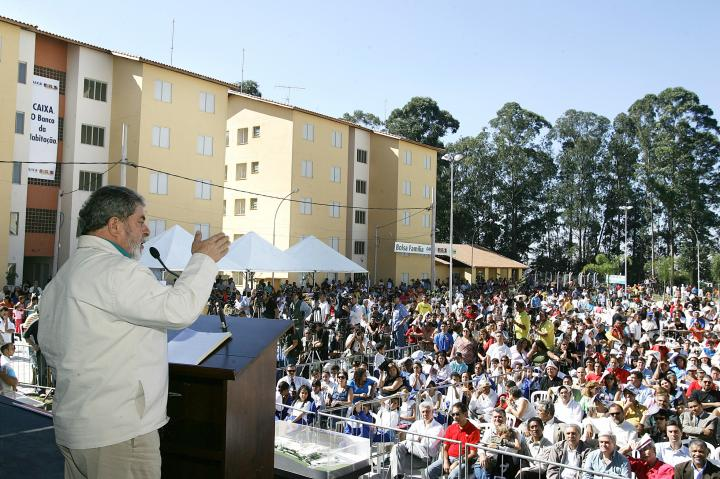 CAIXA
O Banco
da
Habitação
Bolsa Família